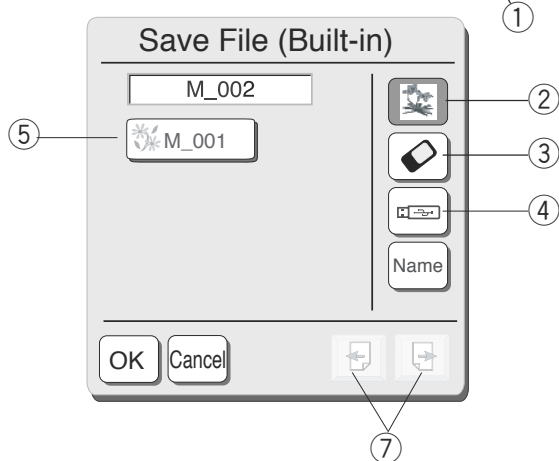 ①
Save File (Built-in)
M_002
②
⑤
M_001
③
④
Name
OK
Cancel
⑦